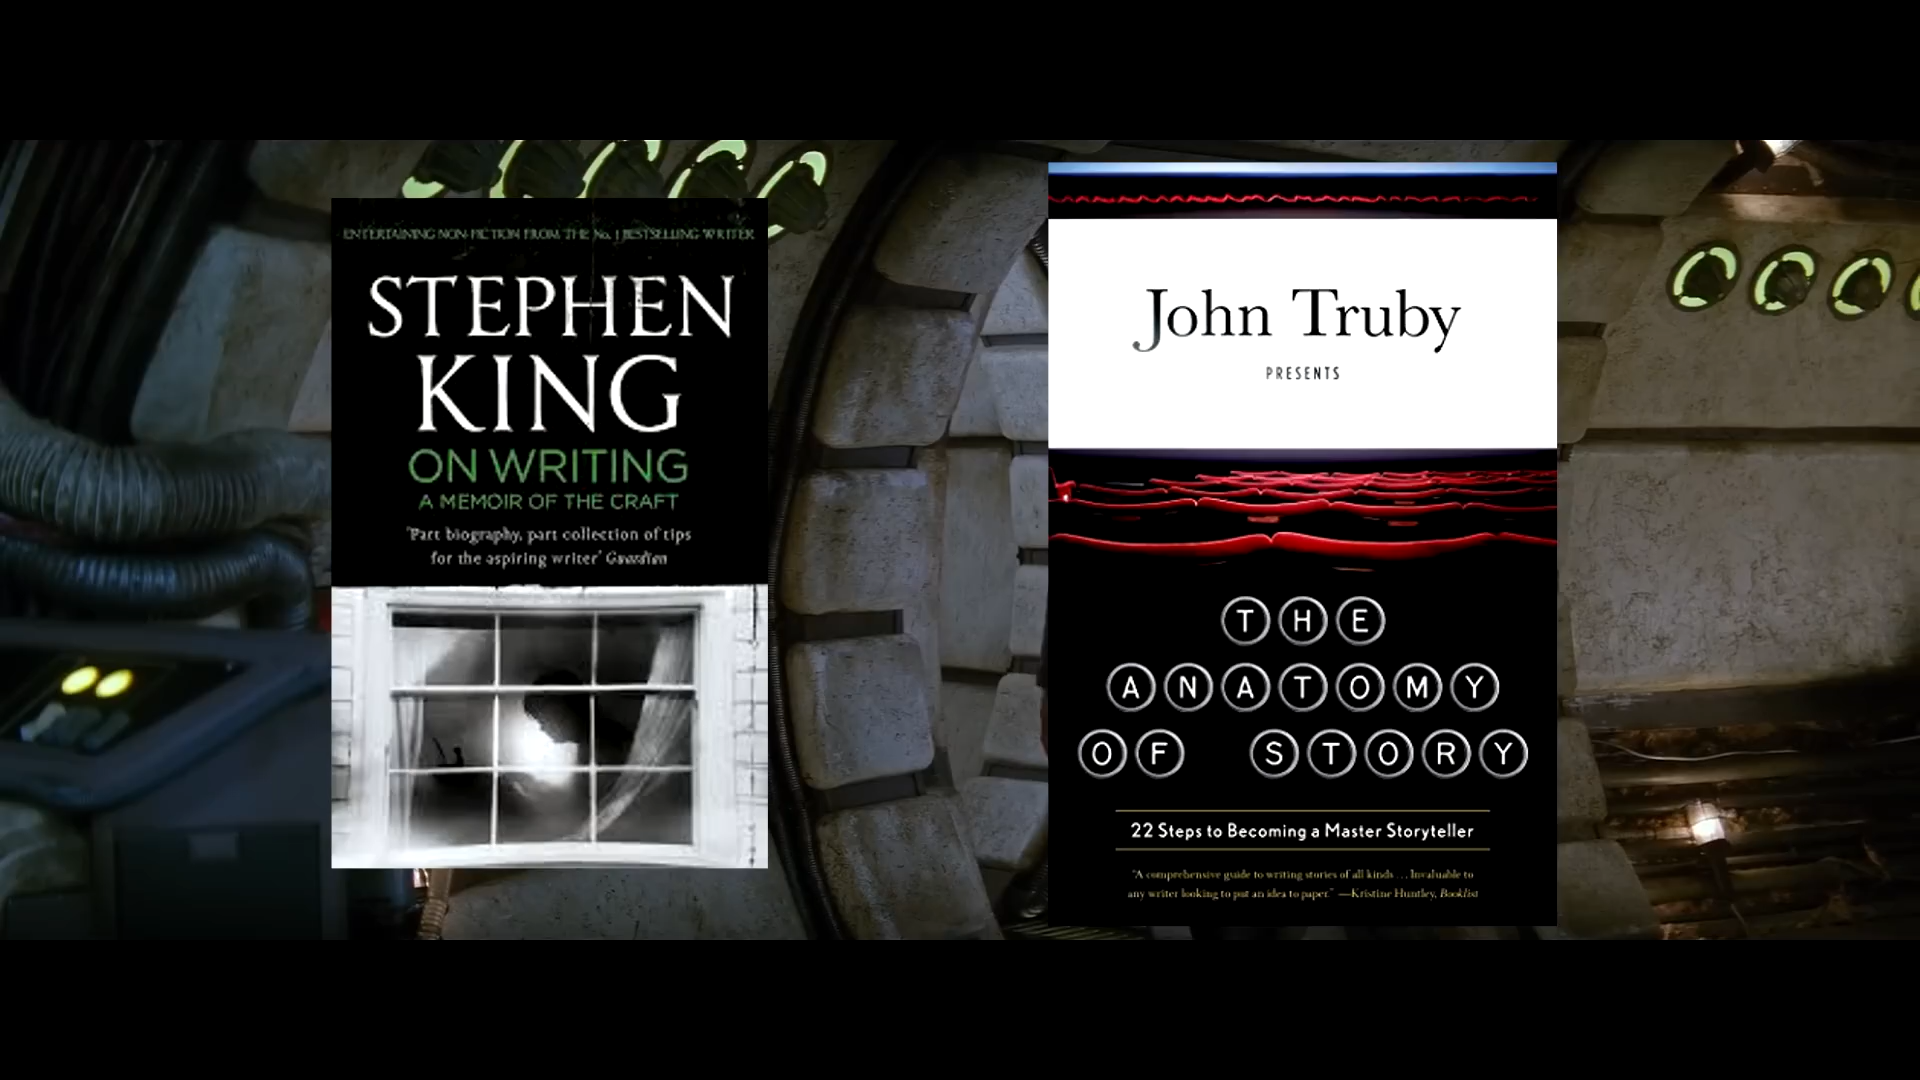 ENTERTAINING NON-FICTION FROM THE No. 1 BESTSELLING WRITER
STEPHEN
KING
ON WRITING
A MEMOIR OF THE CRAFT
'Part biography, part collection of tips
for the aspiring writer' Guardian
John Truby
PRESENTS
THE
ANATOMY
OF STORY
22 Steps to Becoming a Master Storyteller
"A comprehensive guide to writing stories of all kinds . . . Invaluable to
any writer looking to put an idea to paper." —Kristine Huntley, Booklist